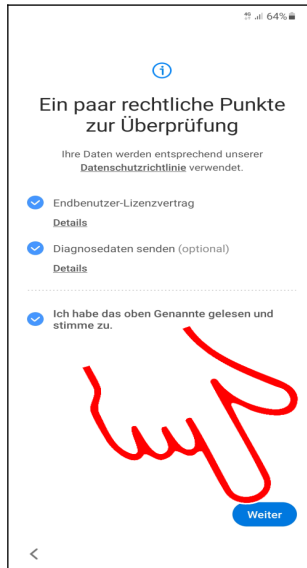 64%
Ein paar rechtliche Punkte
zur Überprüfung
Ihre Daten werden entsprechend unserer
Datenschutzrichtlinie verwendet.
Endbenutzer-Lizenzvertrag
Details
Diagnosedaten senden (optional)
Details
Ich habe das oben Genannte gelesen und
stimme zu.
Weiter